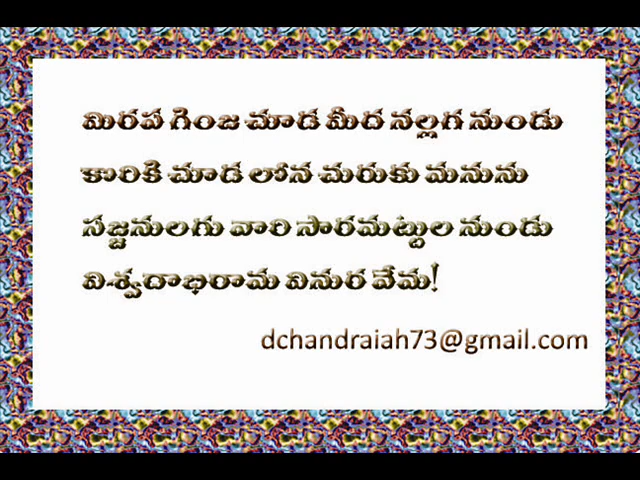 మిరప గింజ చూడ మీద నల్లగ నుండు
కొరికి చూడ లోన చురుకు మనును
సజ్జనులగు వారి సారమట్టుల నుండు
విశ్వదాభిరామ వినుర వేమ!
dchandraiah73@gmail.com